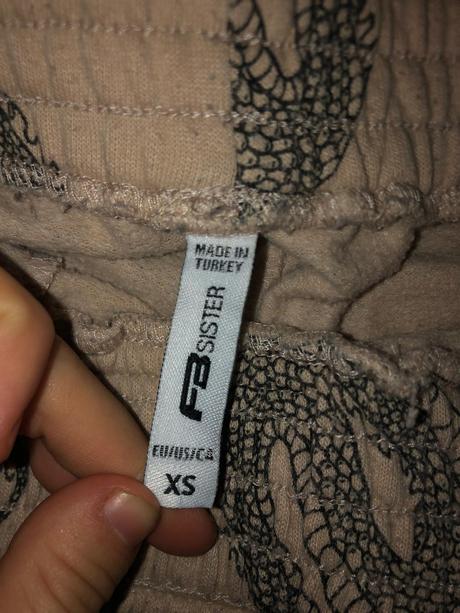 MADE IN
TURKEY
FB SISTER
EU/US/CA
XS